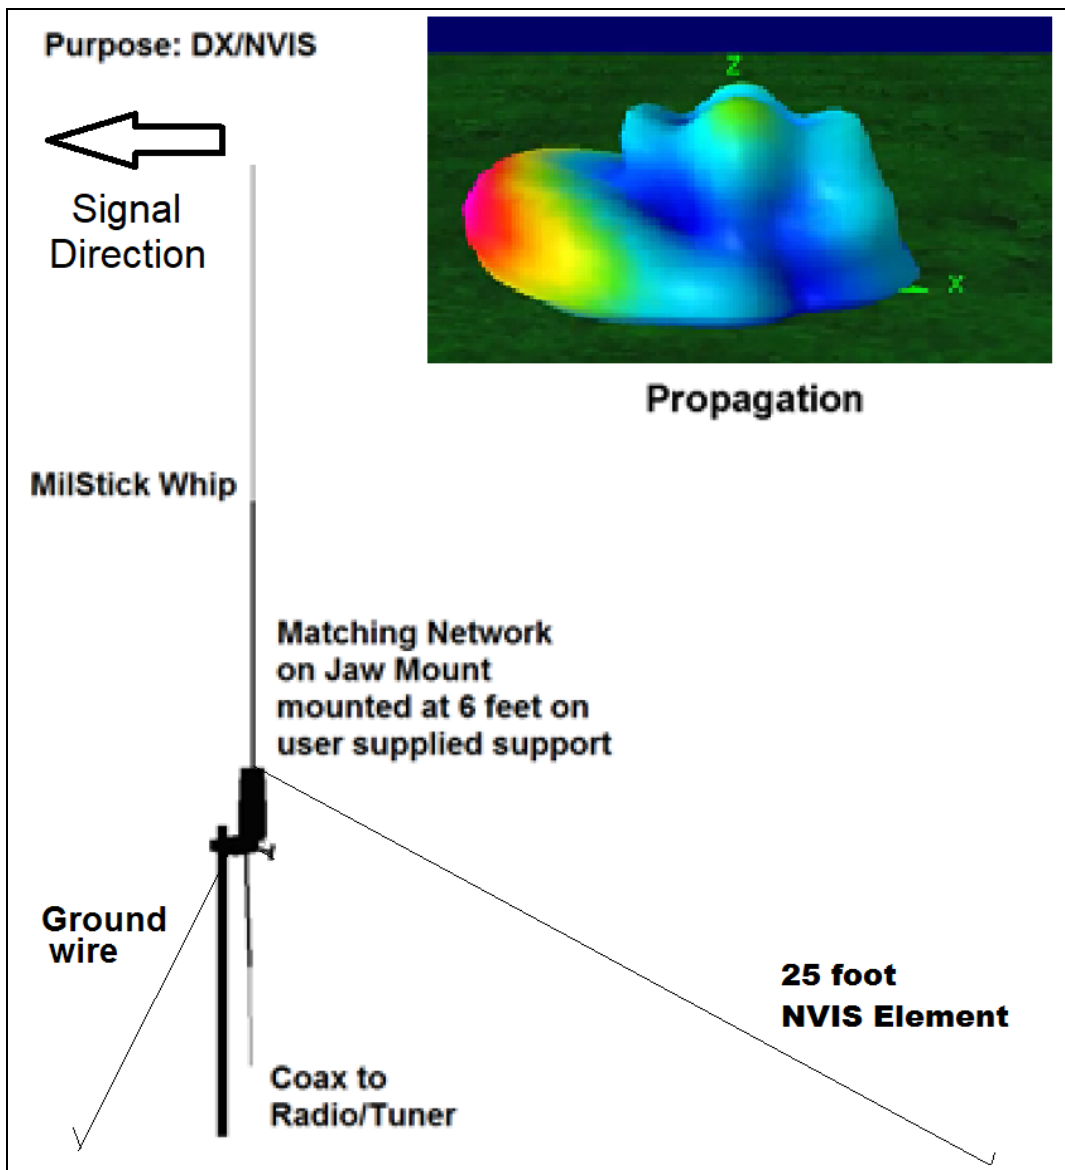 Purpose: DX/NVIS
Z
Signal
Direction
X
Propagation
MilStick Whip
Matching Network
on Jaw Mount
mounted at 6 feet on
user supplied support
Ground
wire
25 foot
NVIS Element
Coax to
Radio/Tuner